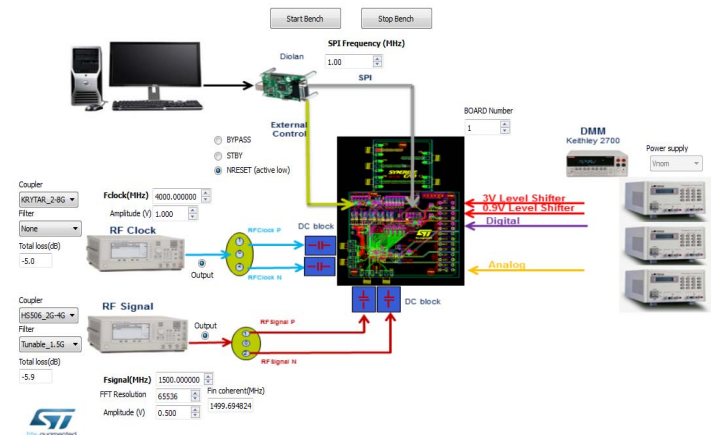 Start Bench
Stop Bench
SPI Frequency (MHz)
Diolan
1.00
SPI
BOARD Number
1
External
Control
BYPASS
STBY
NRESET (active low)
DMM
Keithley 2700
Power supply
Vnom
Coupler
KRYTAR_2-8G
Filter
None
Total loss(dB)
-5.0
Fclock(MHz) 4000.000000
Amplitude (V) 1.000
RF Clock
Output
RFClock P
RFClock N
DC block
3V Level Shifter
0.9V Level Shifter
Digital
Analog
DC block
Coupler
HS506_2G-4G
Filter
Tunable_1.5G
Total loss(dB)
-5.9
RF Signal
Output
RFSignal P
RFSignal N
Fsignal(MHz) 1500.000000
FFT Resolution 65536
Fin coherent(MHz)
1499.694824
Amplitude (V) 0.500